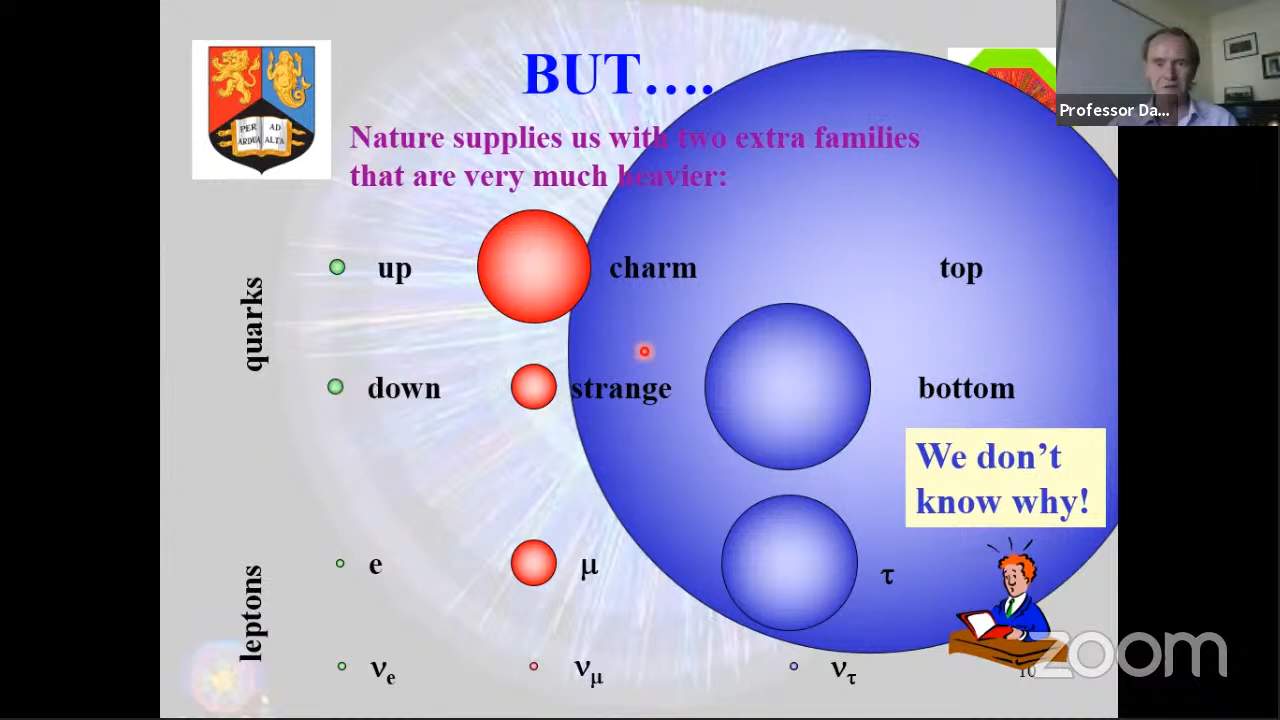 BUT….
PER AD
ARDUA ALTA
Professor Da...
Nature supplies us with two extra families
that are very much heavier:
quarks
up
charm
top
down
strange
bottom
We don't
know why!
leptons
e
μ
τ
νe
νμ
ντ
10
zoom